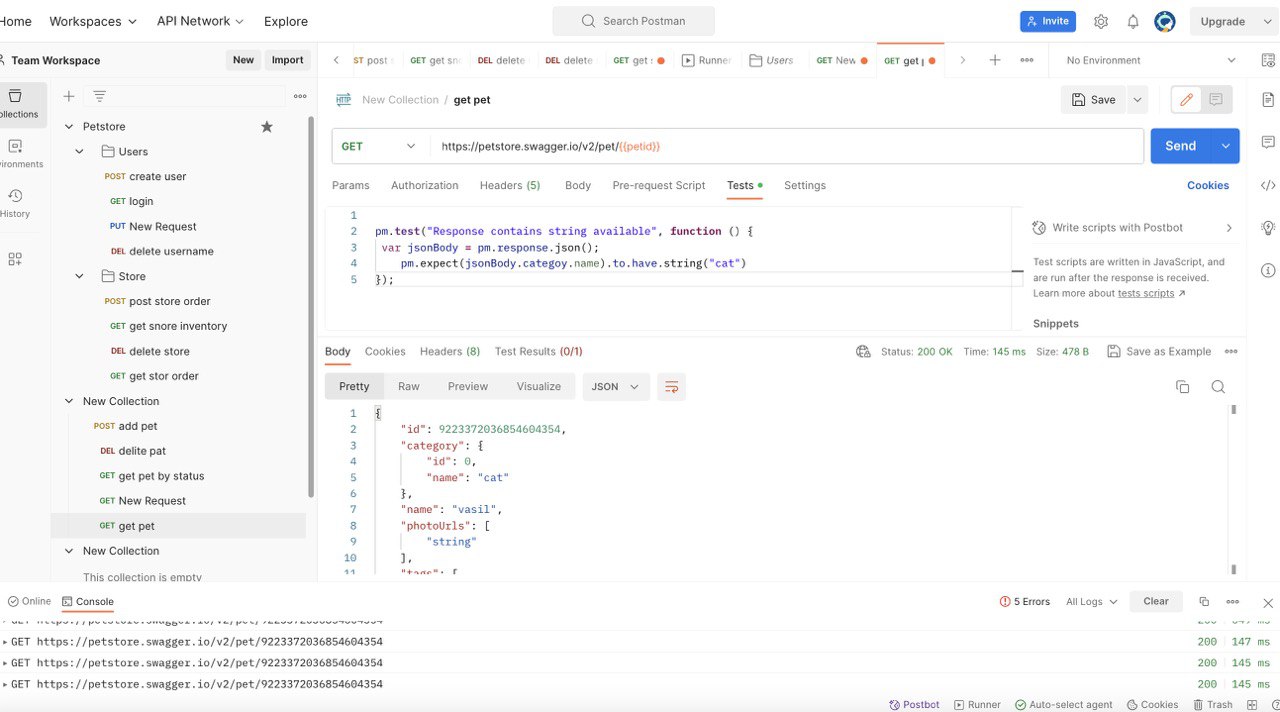 Home Workspaces API Network Explore Search Postman Invite Upgrade
Team Workspace New Import
ST post GET get sn DEL delete DEL delete GET get s Runner Users GET New GET get p No Environment
New Collection / get pet Save
GET https://petstore.swagger.io/v2/pet/{{petid}} Send
Params Authorization Headers (5) Body Pre-request Script Tests Settings Cookies
1
2 pm.test("Response contains string available", function () {
3 var jsonBody = pm.response.json();
4 pm.expect(jsonBody.categoy.name).to.have.string("cat")
5 });
Write scripts with Postbot
Test scripts are written in JavaScript, and
are run after the response is received.
Learn more about tests scripts ↗
Snippets
ollections
vironments
History
Petstore
Users
POST create user
GET login
PUT New Request
DEL delete username
Store
POST post store order
GET get snore inventory
DEL delete store
GET get stor order
New Collection
POST add pet
DEL delite pat
GET get pet by status
GET New Request
GET get pet
New Collection
This collection is empty
Body Cookies Headers (8) Test Results (0/1) Status: 200 OK Time: 145 ms Size: 478 B Save as Example
Pretty Raw Preview Visualize JSON
1 {
2 "id": 9223372036854604354,
3 "category": {
4 "id": 0,
5 "name": "cat"
6 },
7 "name": "vasil",
8 "photoUrls": [
9 "string"
10 ],
11 "tags": [
Online Console 5 Errors All Logs Clear
GET https://petstore.swagger.io/v2/pet/9223372036854604354 200 649 ms
GET https://petstore.swagger.io/v2/pet/9223372036854604354 200 147 ms
GET https://petstore.swagger.io/v2/pet/9223372036854604354 200 145 ms
GET https://petstore.swagger.io/v2/pet/9223372036854604354 200 145 ms
Postbot Runner Auto-select agent Cookies Trash